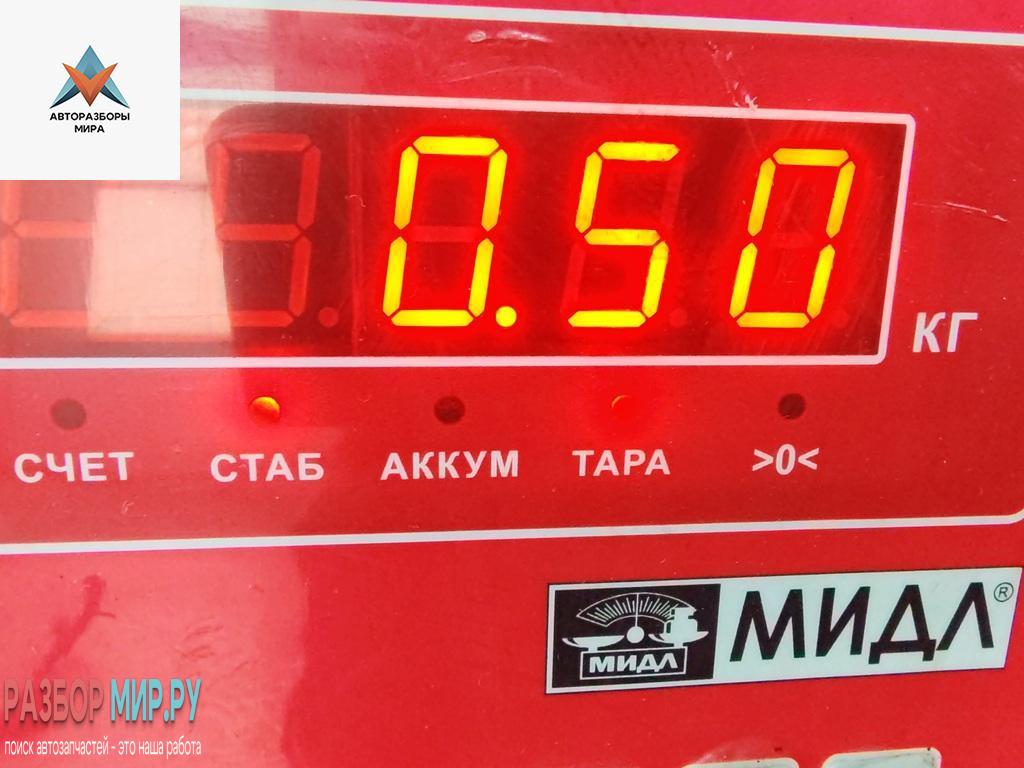 АВТОРАЗБОРЫ
МИРА
0.50
КГ
СЧЕТ СТАБ АККУМ ТАРА >0<
МИДЛ МИДЛ®
РАЗБОР МИР.РУ
поиск автозапчастей - это наша работа